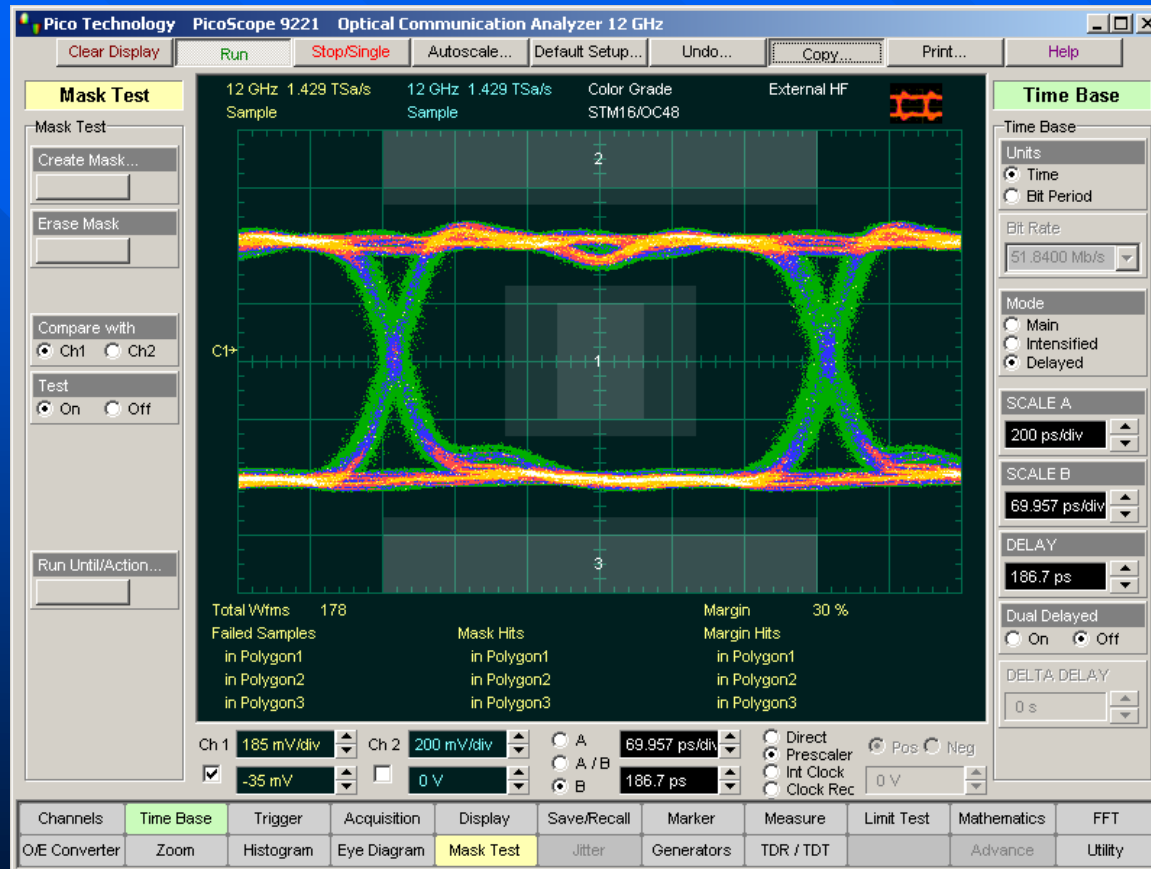 Pico Technology PicoScope 9221 Optical Communication Analyzer 12 GHz
Clear Display Run Stop/Single Autoscale... Default Setup... Undo... Copy... Print... Help
Mask Test
Mask Test
Create Mask...
Erase Mask
Compare with
Ch1 Ch2
Test
On Off
Run Until/Action...
12 GHz 1.429 TSa/s 12 GHz 1.429 TSa/s Color Grade External HF
Sample Sample STM16/OC48
2
C1
1
3
Total Wfms 178 Margin 30 %
Failed Samples Mask Hits Margin Hits
in Polygon1 in Polygon1 in Polygon1
in Polygon2 in Polygon2 in Polygon2
in Polygon3 in Polygon3 in Polygon3
Time Base
Time Base
Units
Time
Bit Period
Bit Rate
51.8400 Mb/s
Mode
Main
Intensified
Delayed
SCALE A
200 ps/div
SCALE B
69.957 ps/div
DELAY
186.7 ps
Dual Delayed
On Off
DELTA DELAY
0 s
Ch 1 185 mV/div Ch 2 200 mV/div A 69.957 ps/div Direct
-35 mV 0 V A / B 186.7 ps Prescaler Pos Neg
B Int Clock 0 V
Clock Rec
Channels Time Base Trigger Acquisition Display Save/Recall Marker Measure Limit Test Mathematics FFT
O/E Converter Zoom Histogram Eye Diagram Mask Test Jitter Generators TDR / TDT Advance Utility